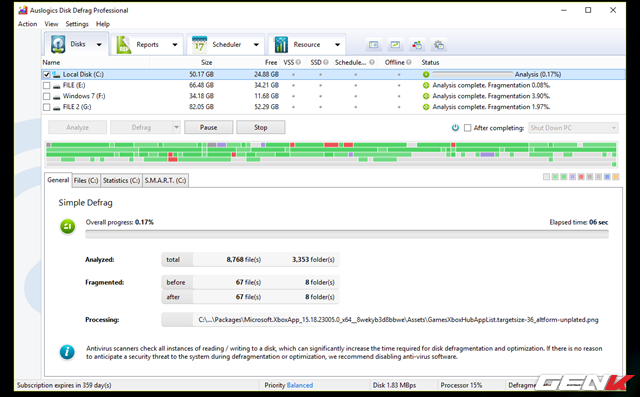 Auslogics Disk Defrag Professional
Action View Settings Help
Disks Reports Scheduler 17 Resource
Name Size Free VSS SSD Schedule... Offline Status
Local Disk (C:) 50.17 GB 24.88 GB Analysis (0.17%)
FILE (E:) 66.48 GB 34.21 GB Analysis complete. Fragmentation 0.08%.
Windows 7 (F:) 34.18 GB 11.68 GB Analysis complete. Fragmentation 3.90%.
FILE 2 (G:) 82.05 GB 52.29 GB Analysis complete. Fragmentation 1.97%.
Analyze Defrag Pause Stop After completing: Shut Down PC
General Files (C:) Statistics (C:) S.M.A.R.T. (C:)
Simple Defrag
Overall progress: 0.17% Elapsed time: 06 sec
Analyzed: total 8,768 file(s) 3,353 folder(s)
Fragmented: before 67 file(s) 8 folder(s)
after 67 file(s) 8 folder(s)
Processing: C:\...\Packages\Microsoft.XboxApp_15.18.23005.0_x64__8wekyb3d8bbwe\Assets\GamesXboxHubAppList.targetsize-36_altform-unplated.png
Antivirus scanners check all instances of reading / writing to a disk, which can significantly increase the time required for disk defragmentation and optimization. If there is no
reason to anticipate a security threat to the system during defragmentation or optimization, we recommend disabling anti-virus software.
Subscription expires in 359 day(s) Priority Balanced Disk 1.83 MBps Processor 15%
GENK